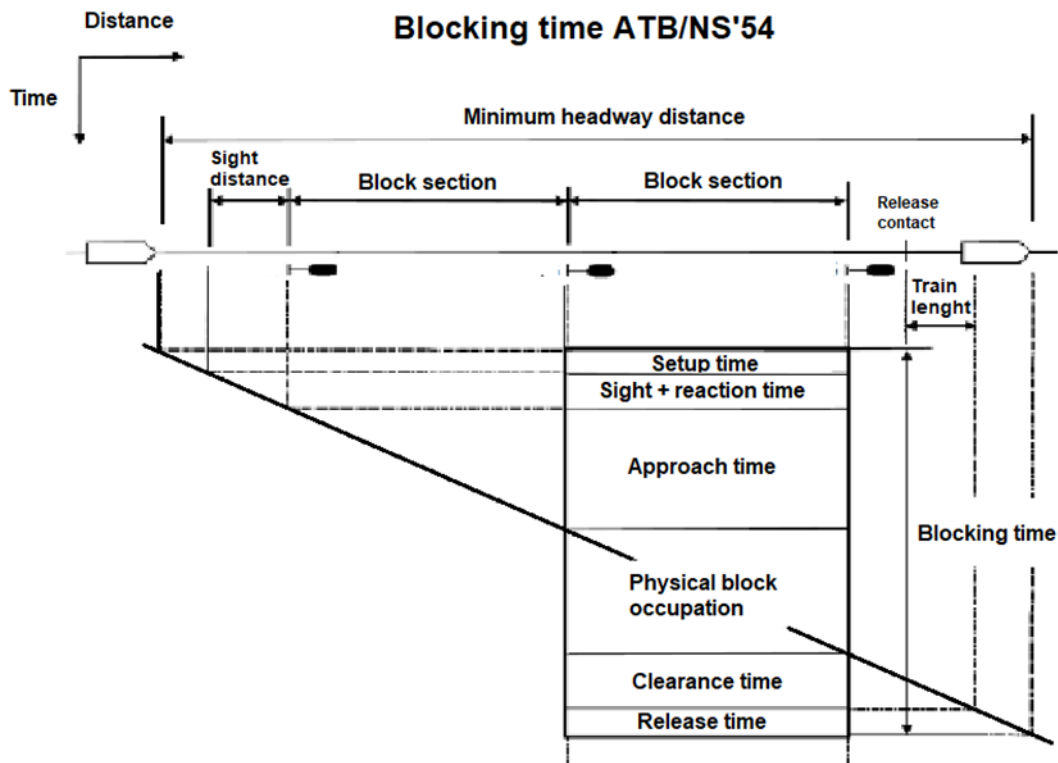 Distance
Blocking time ATB/NS'54
Time
Minimum headway distance
Sight
distance
Block section
Block section
Release
contact
Train
lenght
Setup time
Sight + reaction time
Approach time
Blocking time
Physical block
occupation
Clearance time
Release time